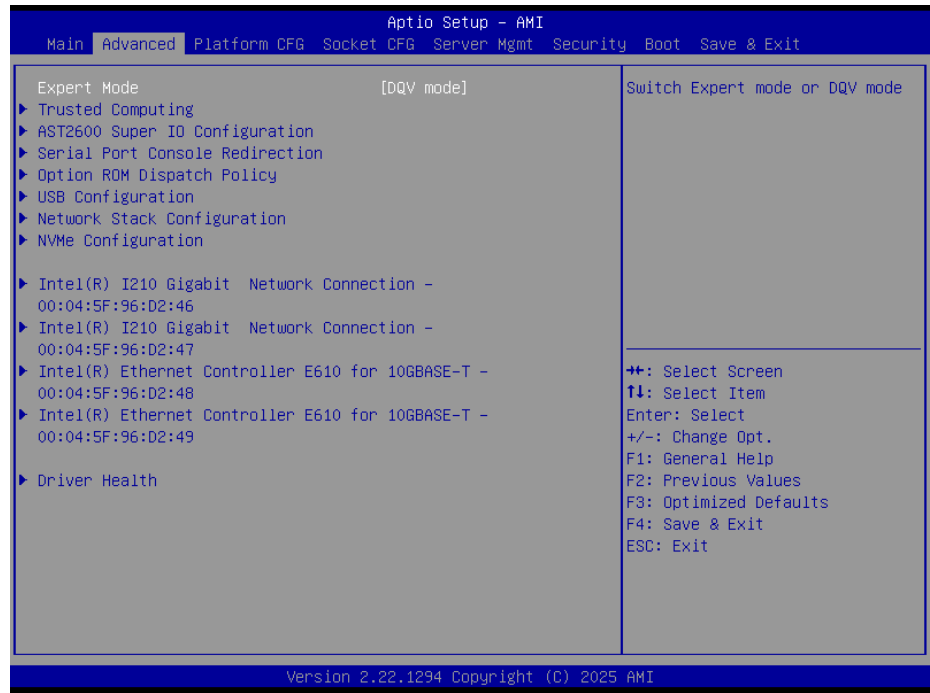 Aptio Setup – AMI
Main Advanced Platform CFG Socket CFG Server Mgmt Security Boot Save & Exit
Expert Mode [DQV mode]
Trusted Computing
AST2600 Super IO Configuration
Serial Port Console Redirection
Option ROM Dispatch Policy
USB Configuration
Network Stack Configuration
NVMe Configuration
Intel(R) I210 Gigabit  Network Connection –
00:04:5F:96:D2:46
Intel(R) I210 Gigabit  Network Connection –
00:04:5F:96:D2:47
Intel(R) Ethernet Controller E610 for 10GBASE-T –
00:04:5F:96:D2:48
Intel(R) Ethernet Controller E610 for 10GBASE-T –
00:04:5F:96:D2:49
Driver Health
Switch Expert mode or DQV mode
→←: Select Screen
↑↓: Select Item
Enter: Select
+/-: Change Opt.
F1: General Help
F2: Previous Values
F3: Optimized Defaults
F4: Save & Exit
ESC: Exit
Version 2.22.1294 Copyright (C) 2025 AMI